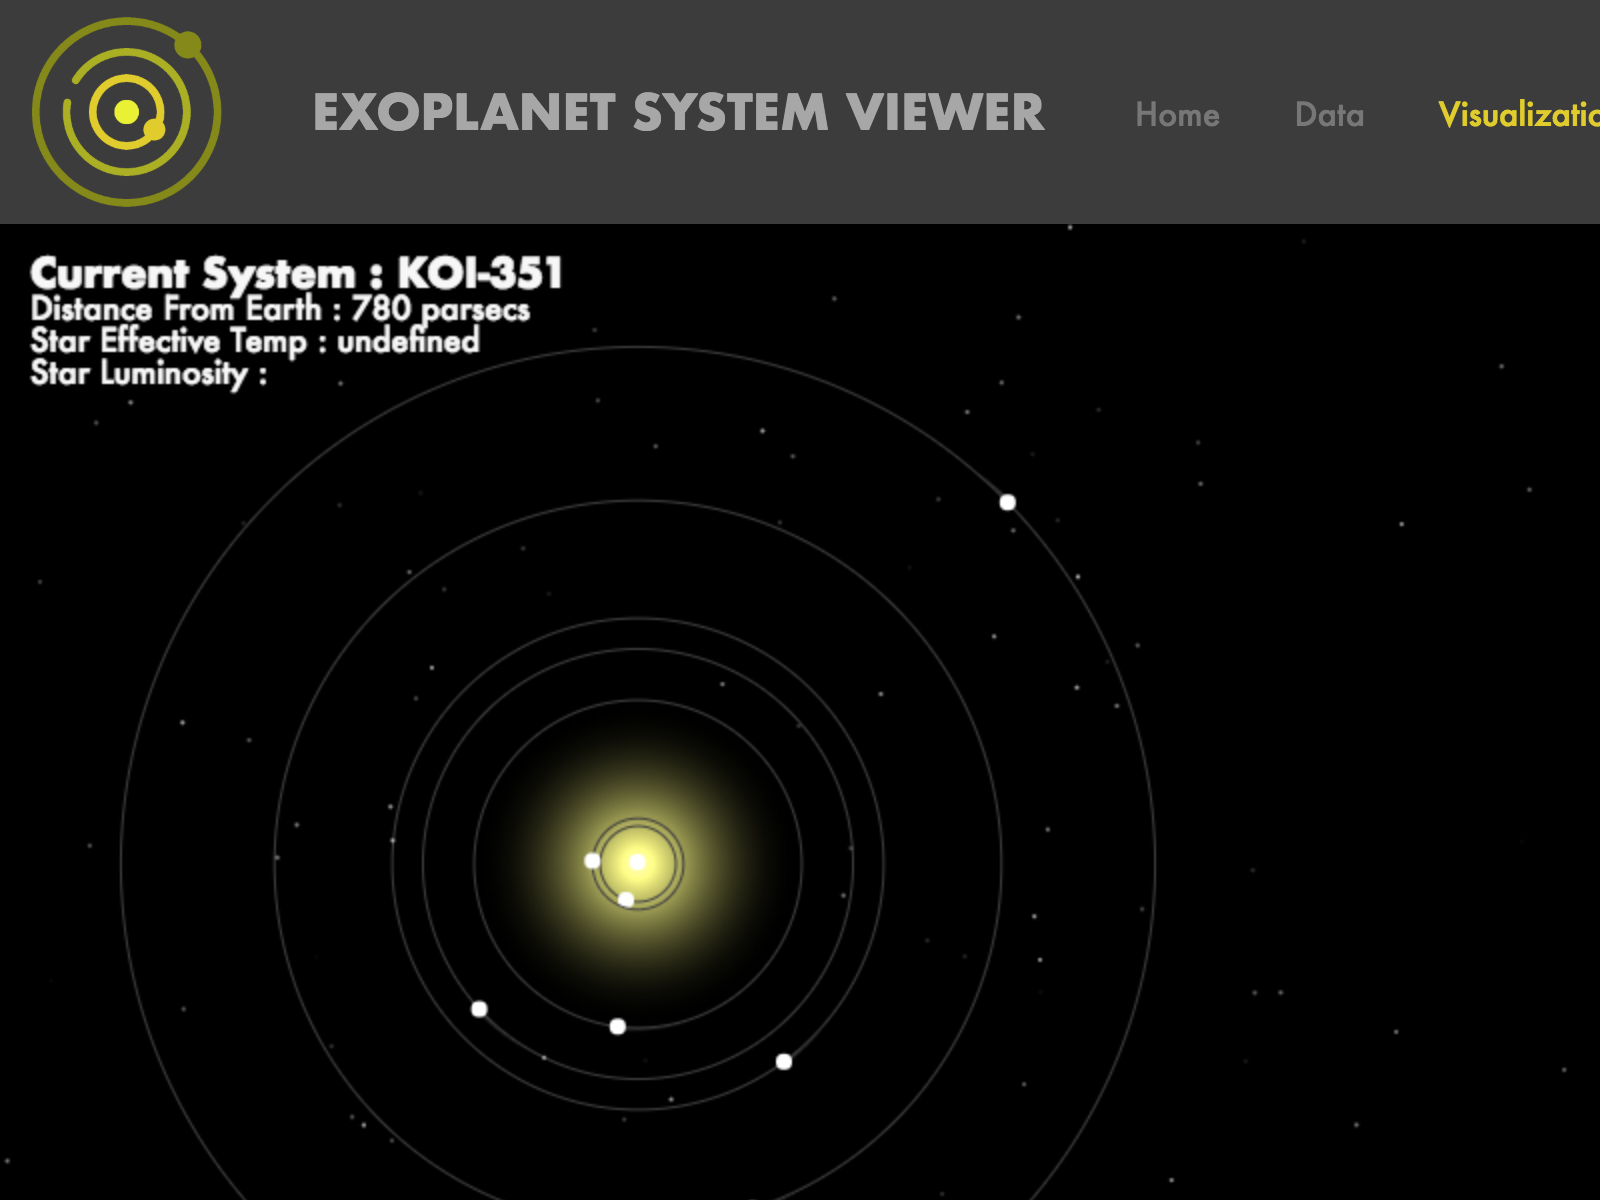 EXOPLANET SYSTEM VIEWER Home Data Visualizatio
Current System : KOI-351
Distance From Earth : 780 parsecs
Star Effective Temp : undefined
Star Luminosity :